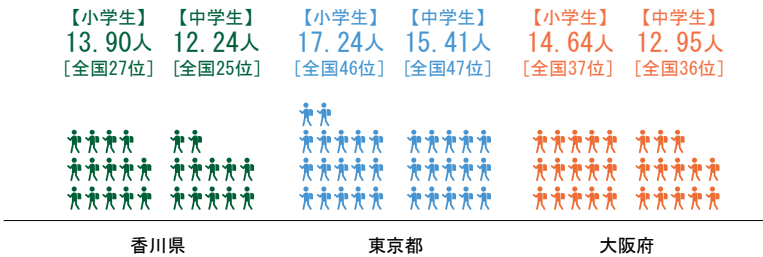 【小学生】 【中学生】 【小学生】 【中学生】 【小学生】 【中学生】
13.90人 12.24人 17.24人 15.41人 14.64人 12.95人
[全国27位] [全国25位] [全国46位] [全国47位] [全国37位] [全国36位]
香川県 東京都 大阪府